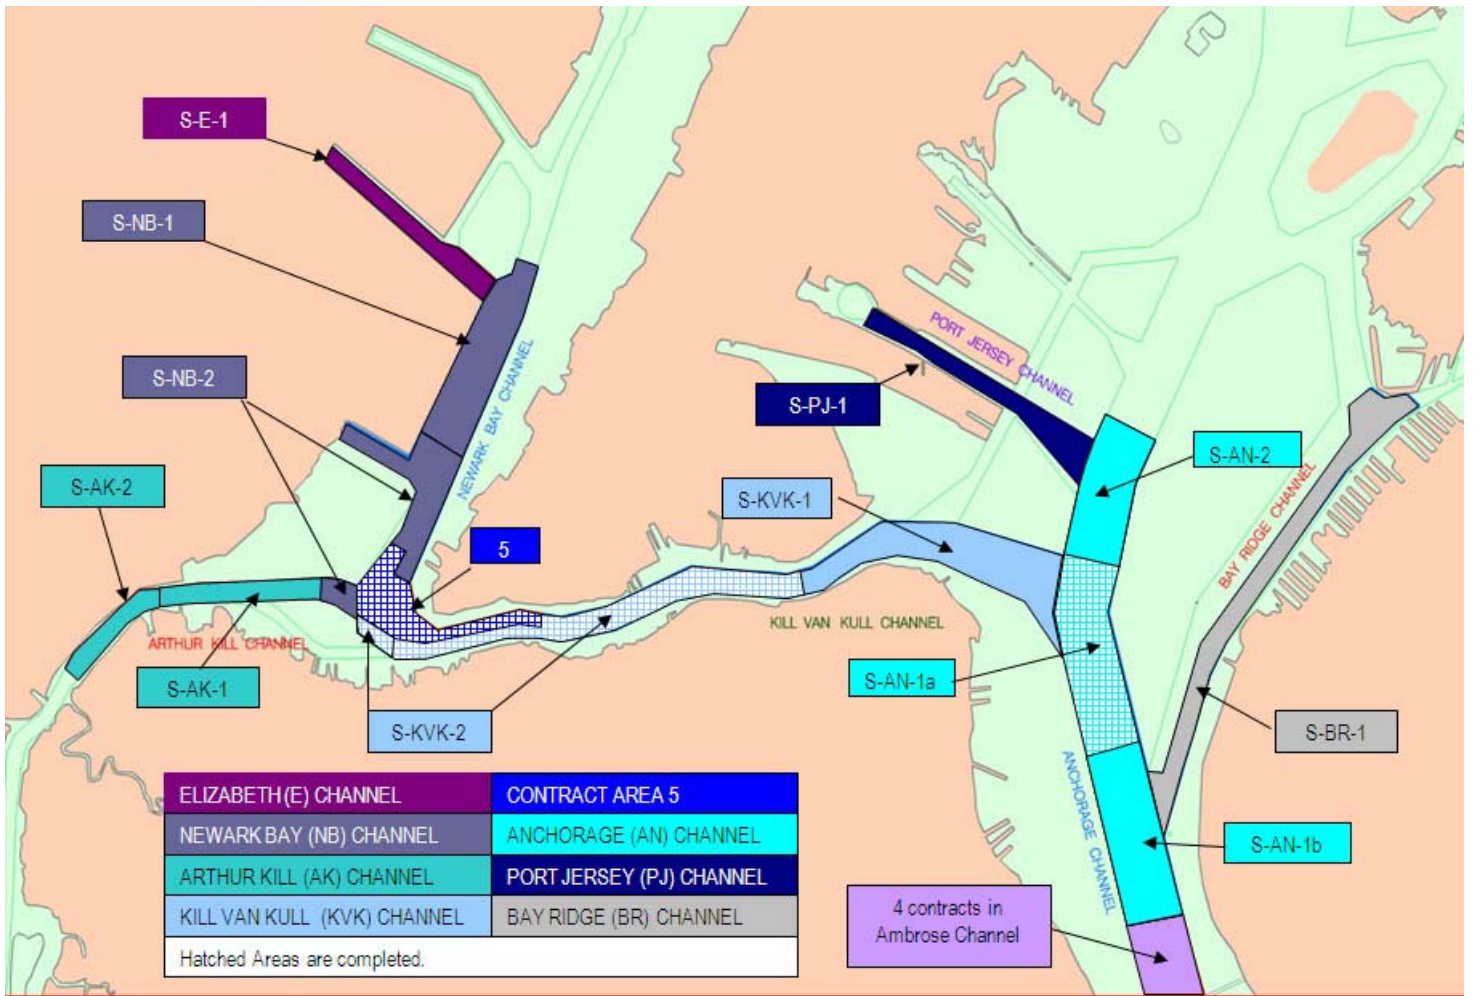 S-E-1
S-NB-1
S-NB-2
S-AK-2
5
S-AK-1
S-KVK-2
S-KVK-1
S-PJ-1
S-AN-2
S-AN-1a
S-BR-1
S-AN-1b
4 contracts in
Ambrose Channel
NEWARK BAY CHANNEL
PORT JERSEY CHANNEL
BAY RIDGE CHANNEL
KILL VAN KULL CHANNEL
ARTHUR KILL CHANNEL
ANCHORAGE CHANNEL
ELIZABETH (E) CHANNEL
CONTRACT AREA 5
NEWARK BAY (NB) CHANNEL
ANCHORAGE (AN) CHANNEL
ARTHUR KILL (AK) CHANNEL
PORT JERSEY (PJ) CHANNEL
KILL VAN KULL (KVK) CHANNEL
BAY RIDGE (BR) CHANNEL
Hatched Areas are completed.